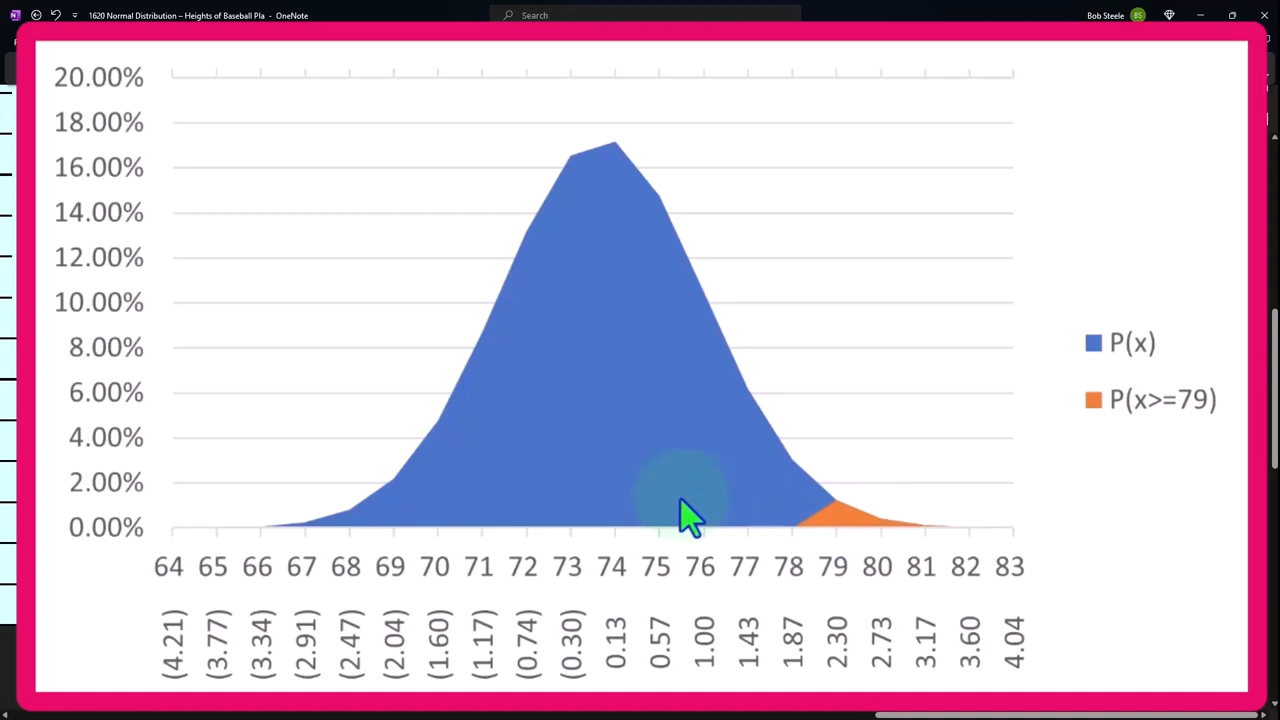 1620 Normal Distribution – Heights of Baseball Pla - OneNote
Search
Bob Steele BS
20.00%
18.00%
16.00%
14.00%
12.00%
10.00%
8.00%
6.00%
4.00%
2.00%
0.00%
P(x)
P(x>=79)
64 65 66 67 68 69 70 71 72 73 74 75 76 77 78 79 80 81 82 83
(4.21) (3.77) (3.34) (2.91) (2.47) (2.04) (1.60) (1.17) (0.74) (0.30) 0.13 0.57 1.00 1.43 1.87 2.30 2.73 3.17 3.60 4.04